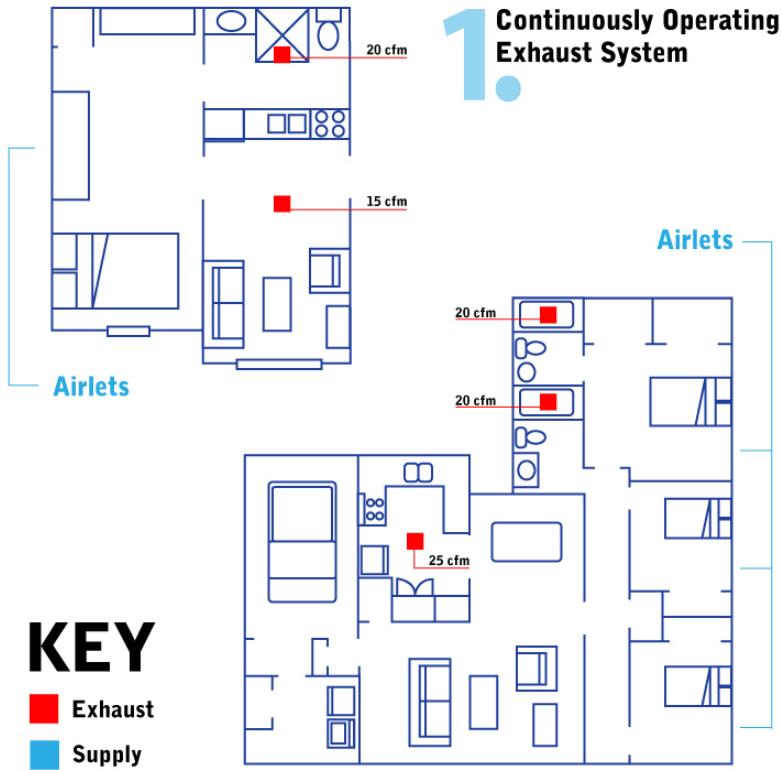 1.
Continuously Operating
Exhaust System
20 cfm
15 cfm
Airlets
Airlets
20 cfm
20 cfm
25 cfm
KEY
Exhaust
Supply